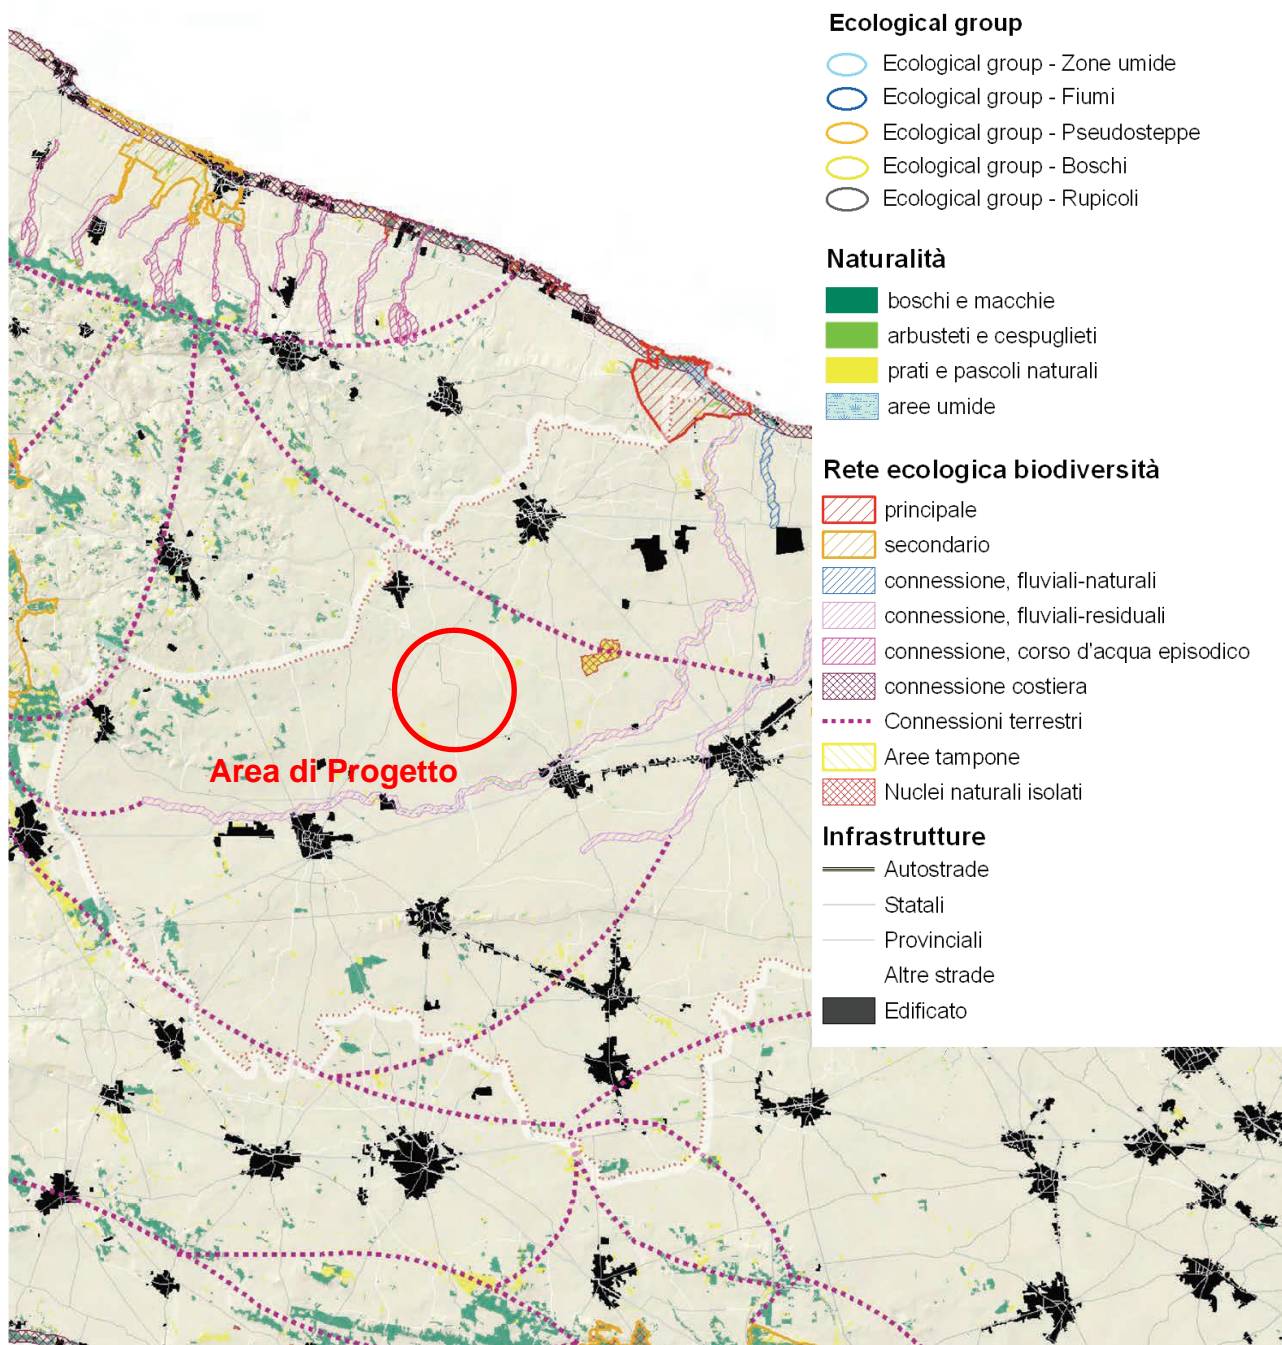 Ecological group
Ecological group - Zone umide
Ecological group - Fiumi
Ecological group - Pseudosteppe
Ecological group - Boschi
Ecological group - Rupicoli
Naturalità
boschi e macchie
arbusteti e cespuglieti
prati e pascoli naturali
aree umide
Rete ecologica biodiversità
principale
secondario
connessione, fluviali-naturali
connessione, fluviali-residuali
connessione, corso d'acqua episodico
connessione costiera
Connessioni terrestri
Aree tampone
Nuclei naturali isolati
Infrastrutture
Autostrade
Statali
Provinciali
Altre strade
Edificato
Area di Progetto